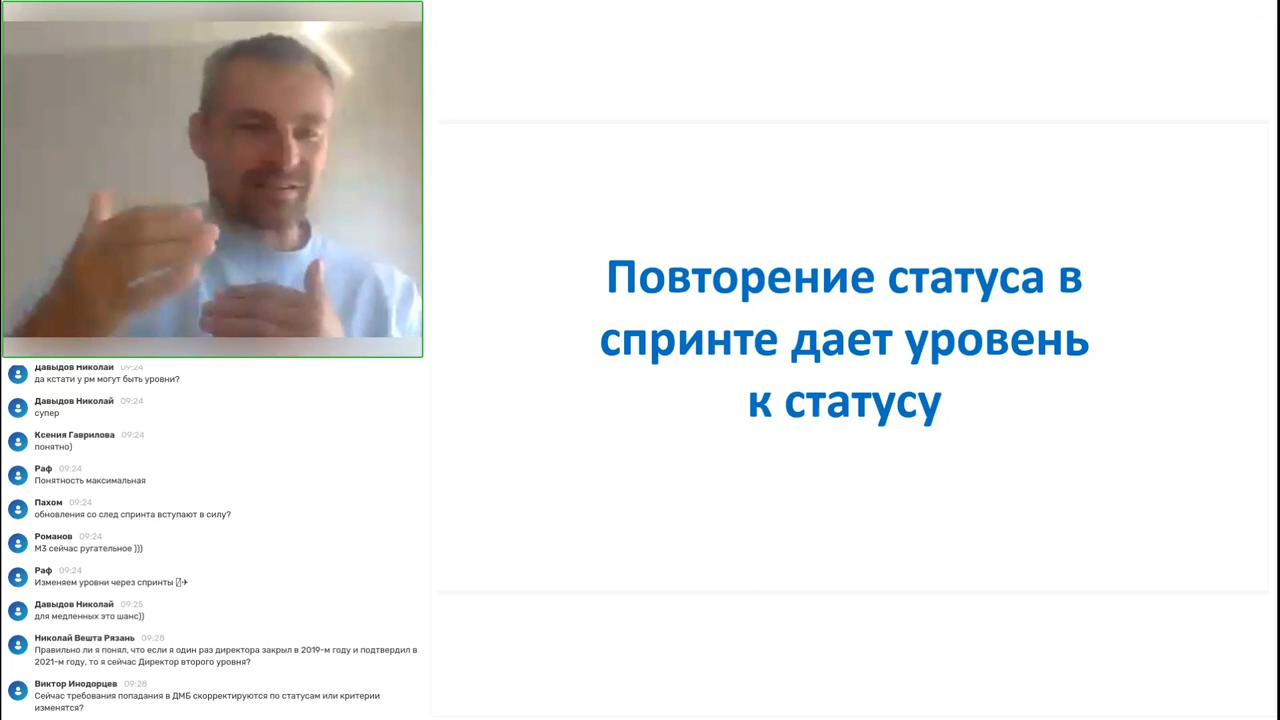 Повторение статуса в
спринте дает уровень
к статусу
Давыдов Николай 09:24
да кстати у рм могут быть уровни?
Давыдов Николай 09:24
супер
Ксения Гаврилова 09:24
понятно)
Раф 09:24
Понятность максимальная
Пахом 09:24
обновления со след спринта вступают в силу?
Романов 09:24
М3 сейчас ругательное )))
Раф 09:24
Изменяем уровни через спринты
Давыдов Николай 09:25
для медленных это шанс))
Николай Вешта Рязань 09:28
Правильно ли я понял, что если я один раз директора закрыл в 2019-м году и подтвердил в
2021-м году, то я сейчас Директор второго уровня?
Виктор Инодорцев 09:28
Сейчас требования попадания в ДМБ скорректируются по статусам или критерии
изменятся?